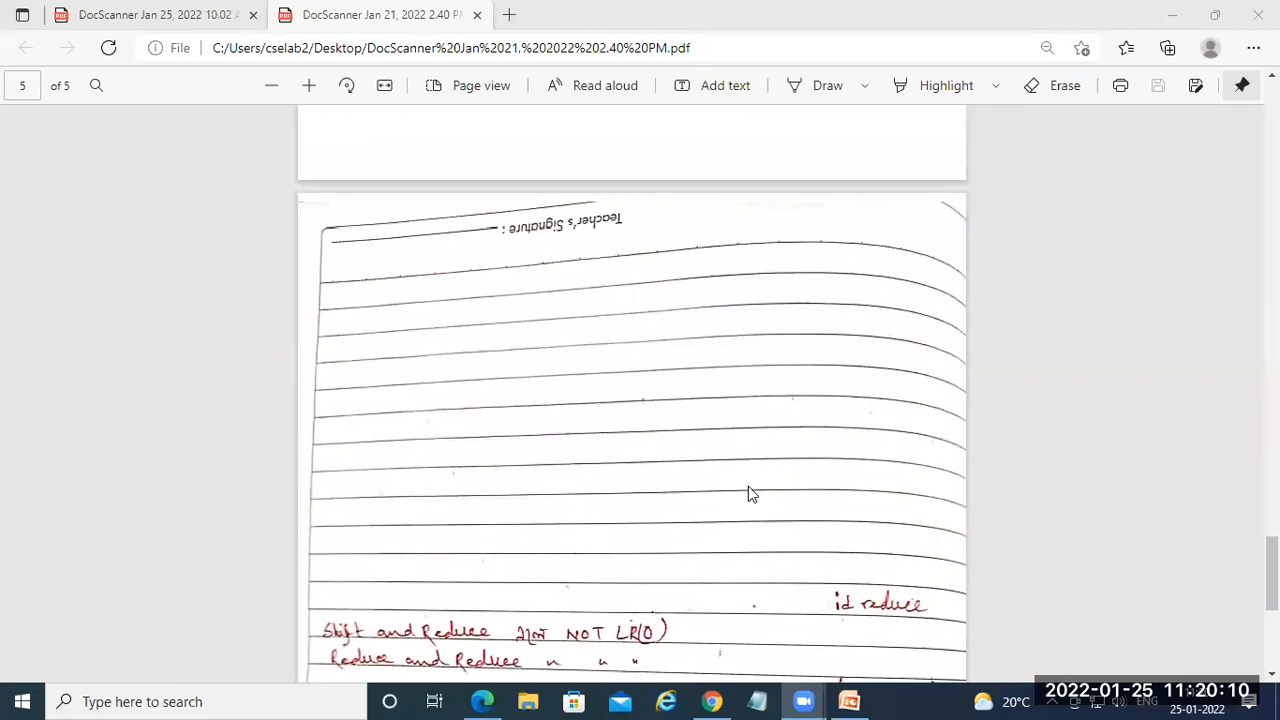 DocScanner Jan 25, 2022 10.02 A
DocScanner Jan 21, 2022 2.40 P
File C:/Users/cselab2/Desktop/DocScanner%20Jan%2021,%202022%202.40%20PM.pdf
5 of 5 Page view Read aloud Add text Draw Highlight Erase
Teacher's Signature :
id reduce
Shift and Reduce NOT LR(0)
Reduce and Reduce " " "
Type here to search
20°C ENG
2022-01-25 11:20:10
25-01-2022